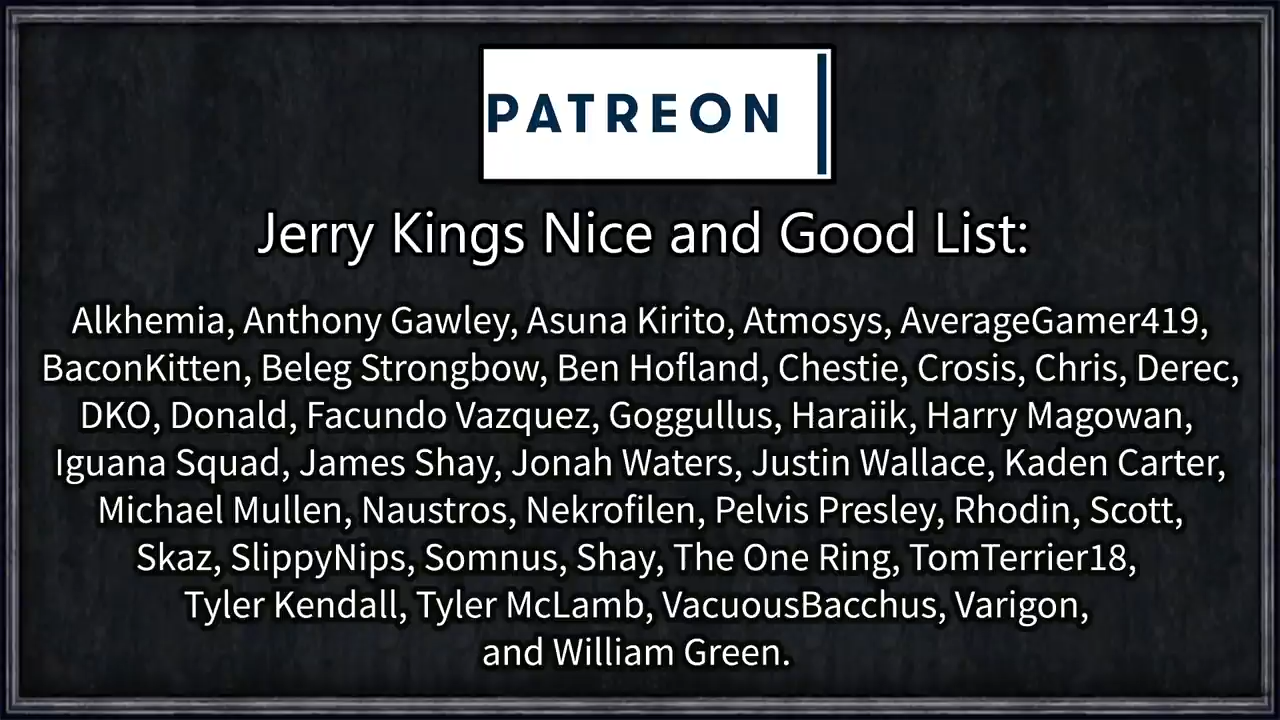 PATREON
Jerry Kings Nice and Good List:
Alkhemia, Anthony Gawley, Asuna Kirito, Atmosys, AverageGamer419,
BaconKitten, Beleg Strongbow, Ben Hofland, Chestie, Crosis, Chris, Derec,
DKO, Donald, Facundo Vazquez, Goggullus, Haraiik, Harry Magowan,
Iguana Squad, James Shay, Jonah Waters, Justin Wallace, Kaden Carter,
Michael Mullen, Naustros, Nekrofilen, Pelvis Presley, Rhodin, Scott,
Skaz, SlippyNips, Somnus, Shay, The One Ring, TomTerrier18,
Tyler Kendall, Tyler McLamb, VacuousBacchus, Varigon,
and William Green.